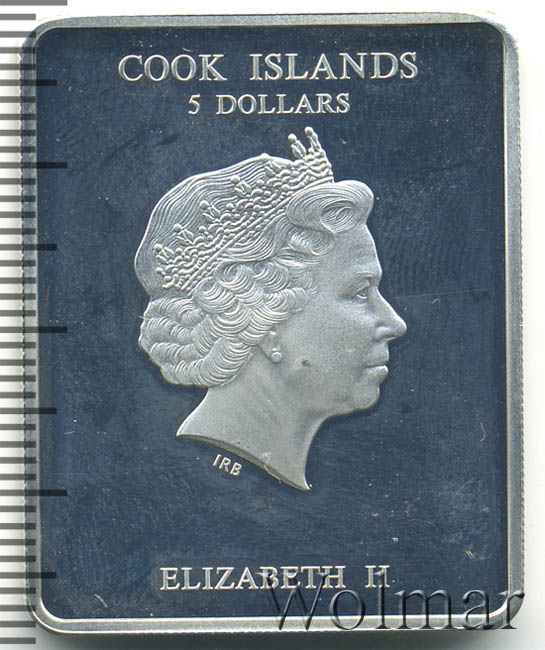 COOK ISLANDS
5 DOLLARS
IRB
ELIZABETH II
Wolmar